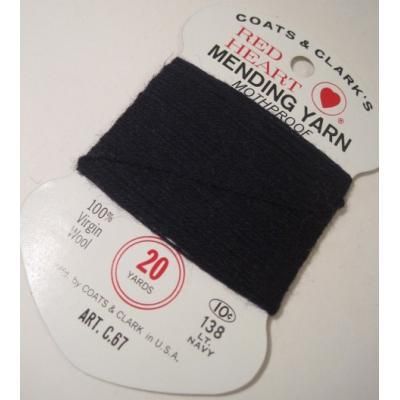 COATS & CLARK'S
RED HEART
MENDING YARN
MOTHPROOF
®
100%
Virgin
Wool
20
YARDS
10¢
138
LT.
NAVY
Mfg. by COATS & CLARK in U.S.A.
ART. C.67